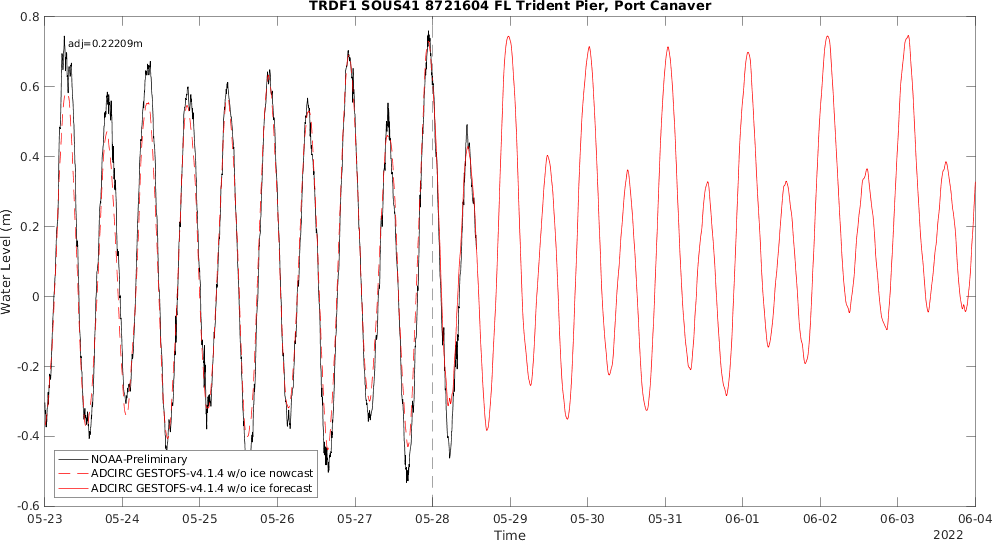 TRDF1 SOUS41 8721604 FL Trident Pier, Port Canaver
adj=0.22209m
Water Level (m)
0.8
0.6
0.4
0.2
0
-0.2
-0.4
-0.6
NOAA-Preliminary
ADCIRC GESTOFS-v4.1.4 w/o ice nowcast
ADCIRC GESTOFS-v4.1.4 w/o ice forecast
05-23 05-24 05-25 05-26 05-27 05-28 05-29 05-30 05-31 06-01 06-02 06-03 06-04
Time
2022